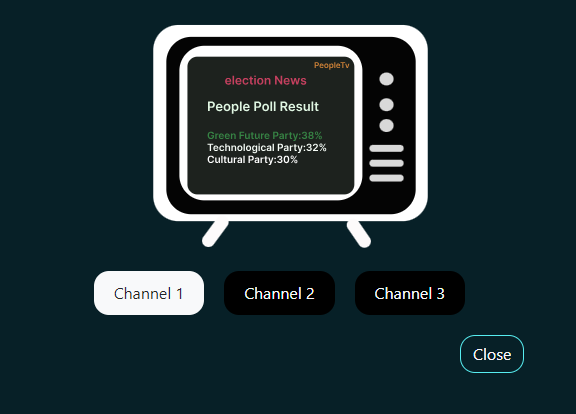 PeopleTv
election News
People Poll Result
Green Future Party:38%
Technological Party:32%
Cultural Party:30%
Channel 1
Channel 2
Channel 3
Close